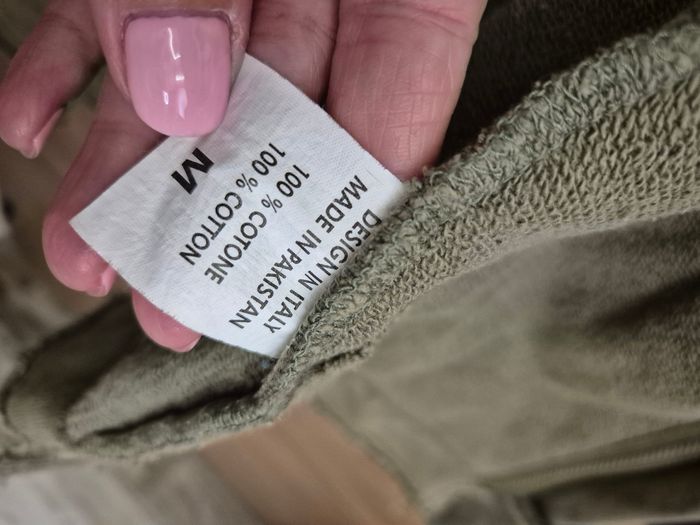 M
100 % COTTON
100 % COTONE
MADE IN PAKISTAN
DESIGN IN ITALY